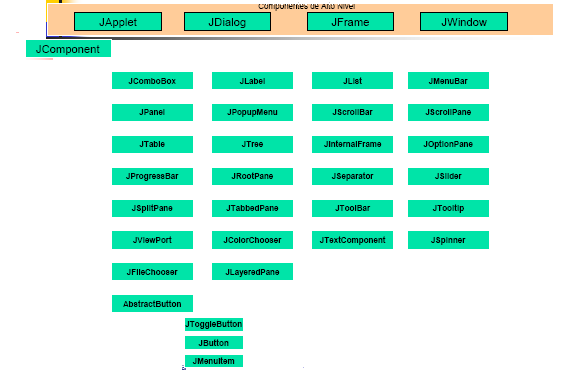 Componentes de Alto Nivel
JApplet JDialog JFrame JWindow
JComponent
JComboBox JLabel JList JMenuBar
JPanel JPopupMenu JScrollBar JScrollPane
JTable JTree JInternalFrame JOptionPane
JProgressBar JRootPane JSeparator JSlider
JSplitPane JTabbedPane JToolBar JTooltip
JViewPort JColorChooser JTextComponent JSpinner
JFileChooser JLayeredPane
AbstractButton
JToggleButton
JButton
JMenuItem